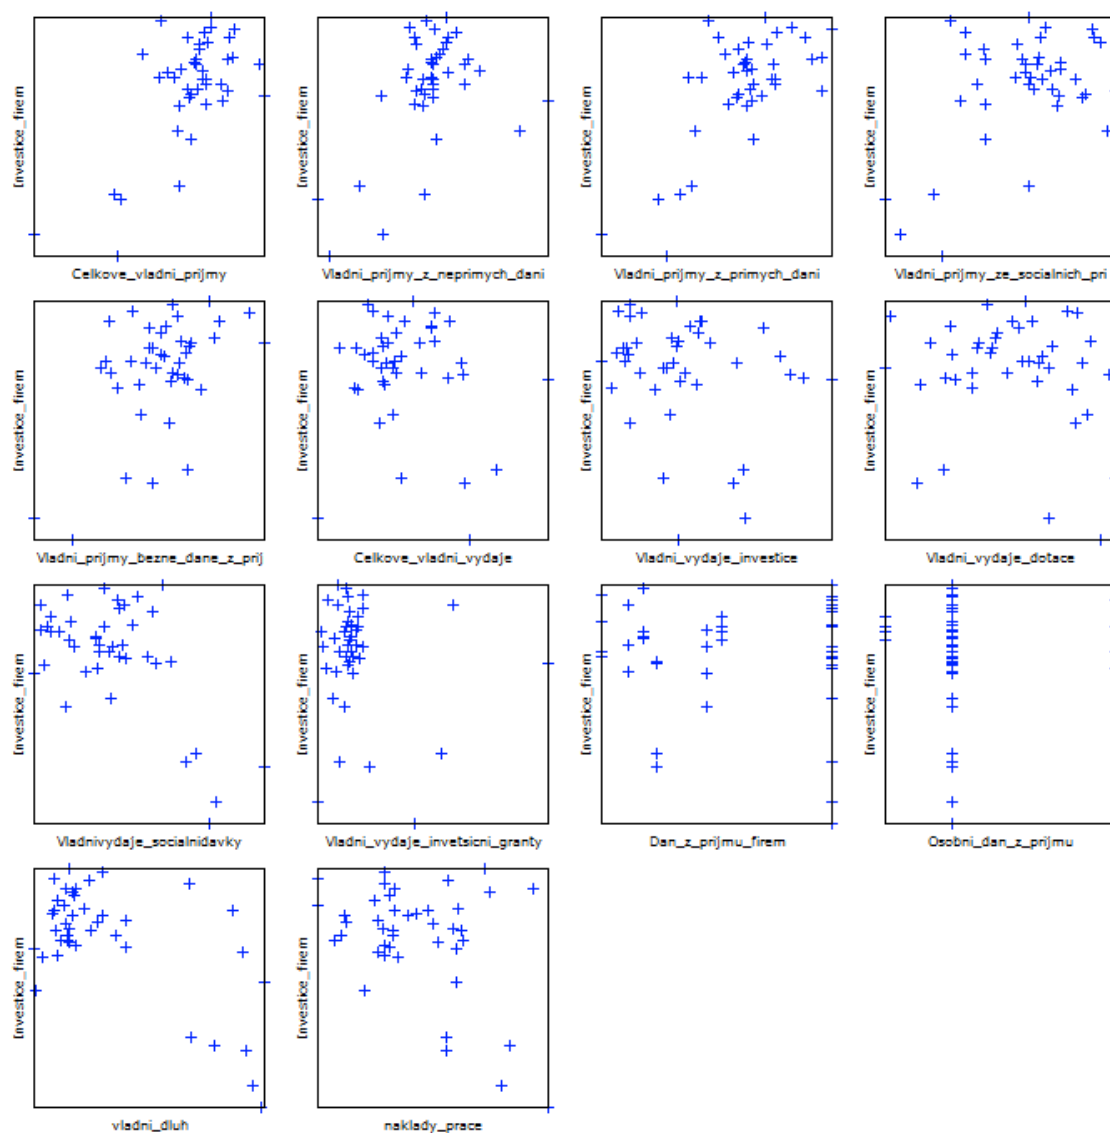 Investice_firem
Celkove_vladni_prijmy
Investice_firem
Vladni_prijmy_z_neprimych_dani
Investice_firem
Vladni_prijmy_z_primych_dani
Investice_firem
Vladni_prijmy_ze_socialnich_pri
Investice_firem
Vladni_prijmy_bezne_dane_z_prij
Investice_firem
Celkove_vladni_vydaje
Investice_firem
Vladni_vydaje_investice
Investice_firem
Vladni_vydaje_dotace
Investice_firem
Vladnivydaje_socialnidavky
Investice_firem
Vladni_vydaje_invetsicni_granty
Investice_firem
Dan_z_prijmu_firem
Investice_firem
Osobni_dan_z_prijmu
Investice_firem
vladni_dluh
Investice_firem
naklady_prace